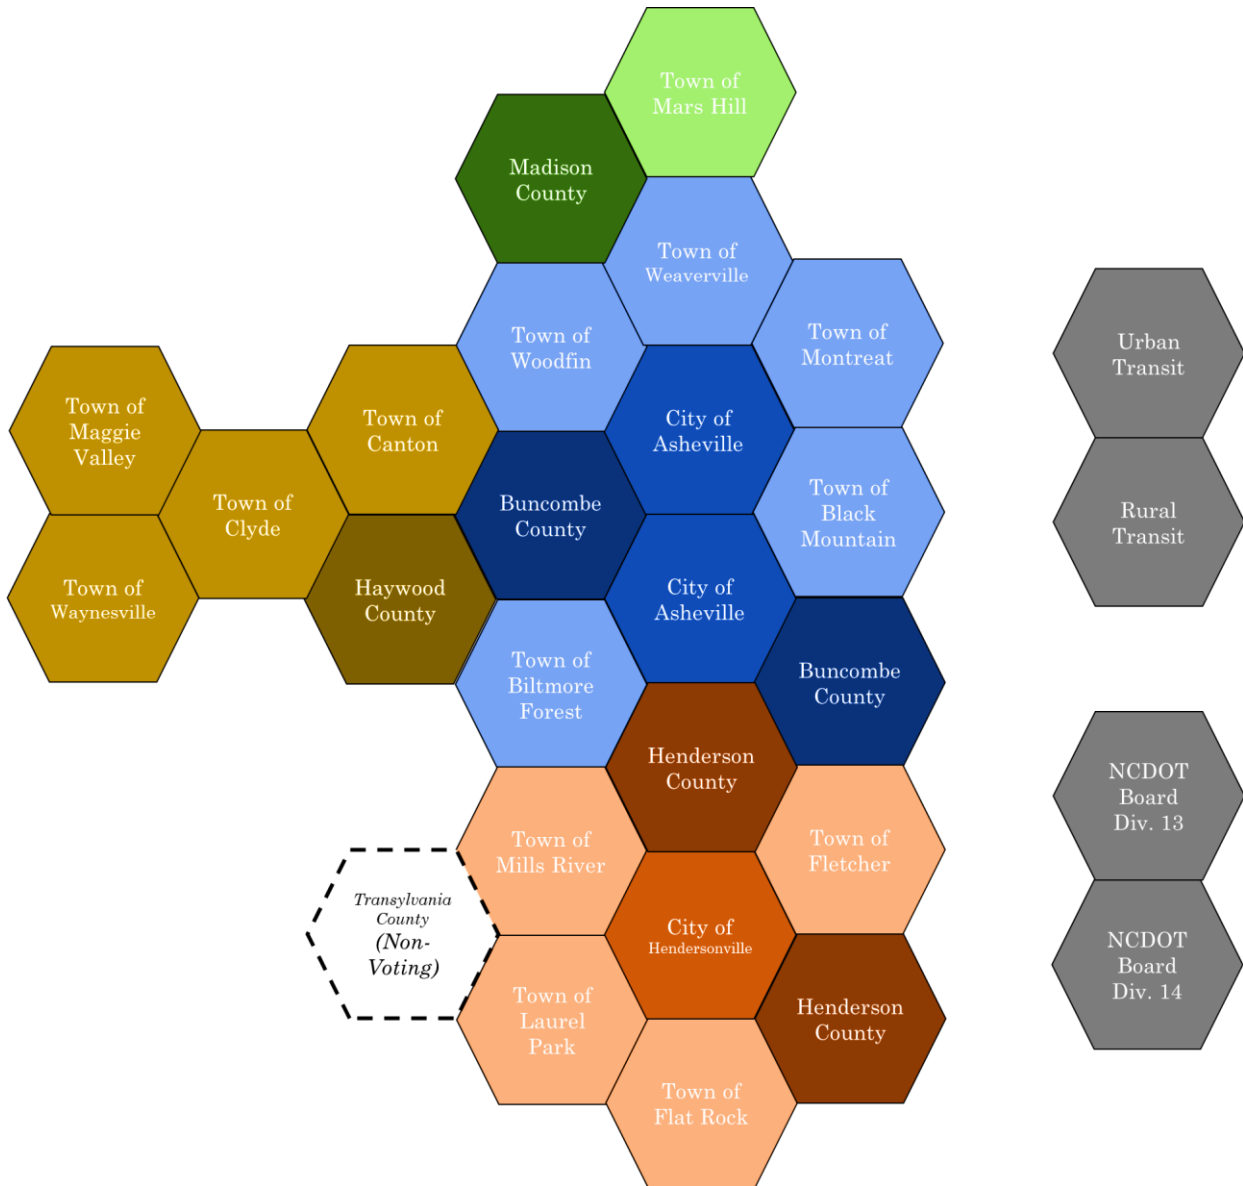 Town of
Mars Hill
Madison
County
Town of
Weaverville
Town of
Woodfin
Town of
Montreat
Urban
Transit
Town of
Maggie
Valley
Town of
Canton
City of
Asheville
Town of
Clyde
Buncombe
County
Town of
Black
Mountain
Rural
Transit
Town of
Waynesville
Haywood
County
City of
Asheville
Town of
Biltmore
Forest
Buncombe
County
Henderson
County
NCDOT
Board
Div. 13
Town of
Mills River
Town of
Fletcher
Transylvania
County
(Non-
Voting)
City of
Hendersonville
NCDOT
Board
Div. 14
Town of
Laurel
Park
Henderson
County
Town of
Flat Rock